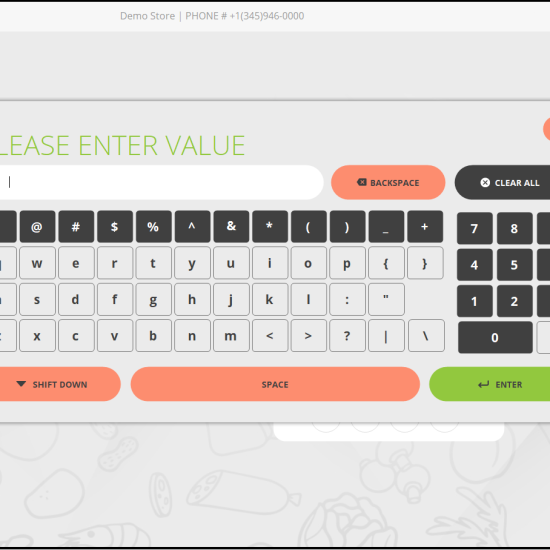 Demo Store | PHONE # +1(345)946-0000
LEASE ENTER VALUE
BACKSPACE CLEAR ALL
@ # $ % ^ & * ( ) _ + 7 8
w e r t y u i o p { } 4 5
s d f g h j k l : " 1 2
x c v b n m < > ? | \ 0
SHIFT DOWN SPACE ENTER